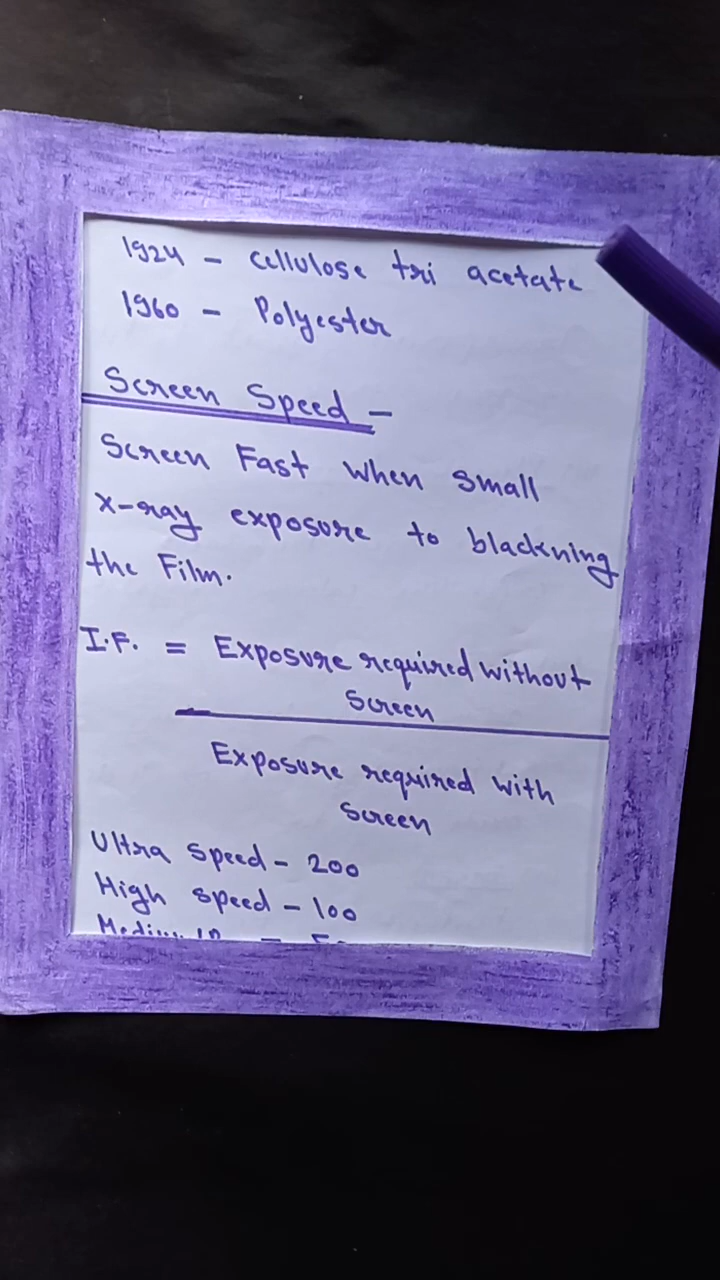 1924 - Cellulose tri acetate
1960 - Polyester
Screen Speed -
Screen Fast when small
x-ray exposure to blackning
the Film.
I.F. = Exposure required without
Screen
Exposure required with
Screen
Ultra speed - 200
High speed - 100